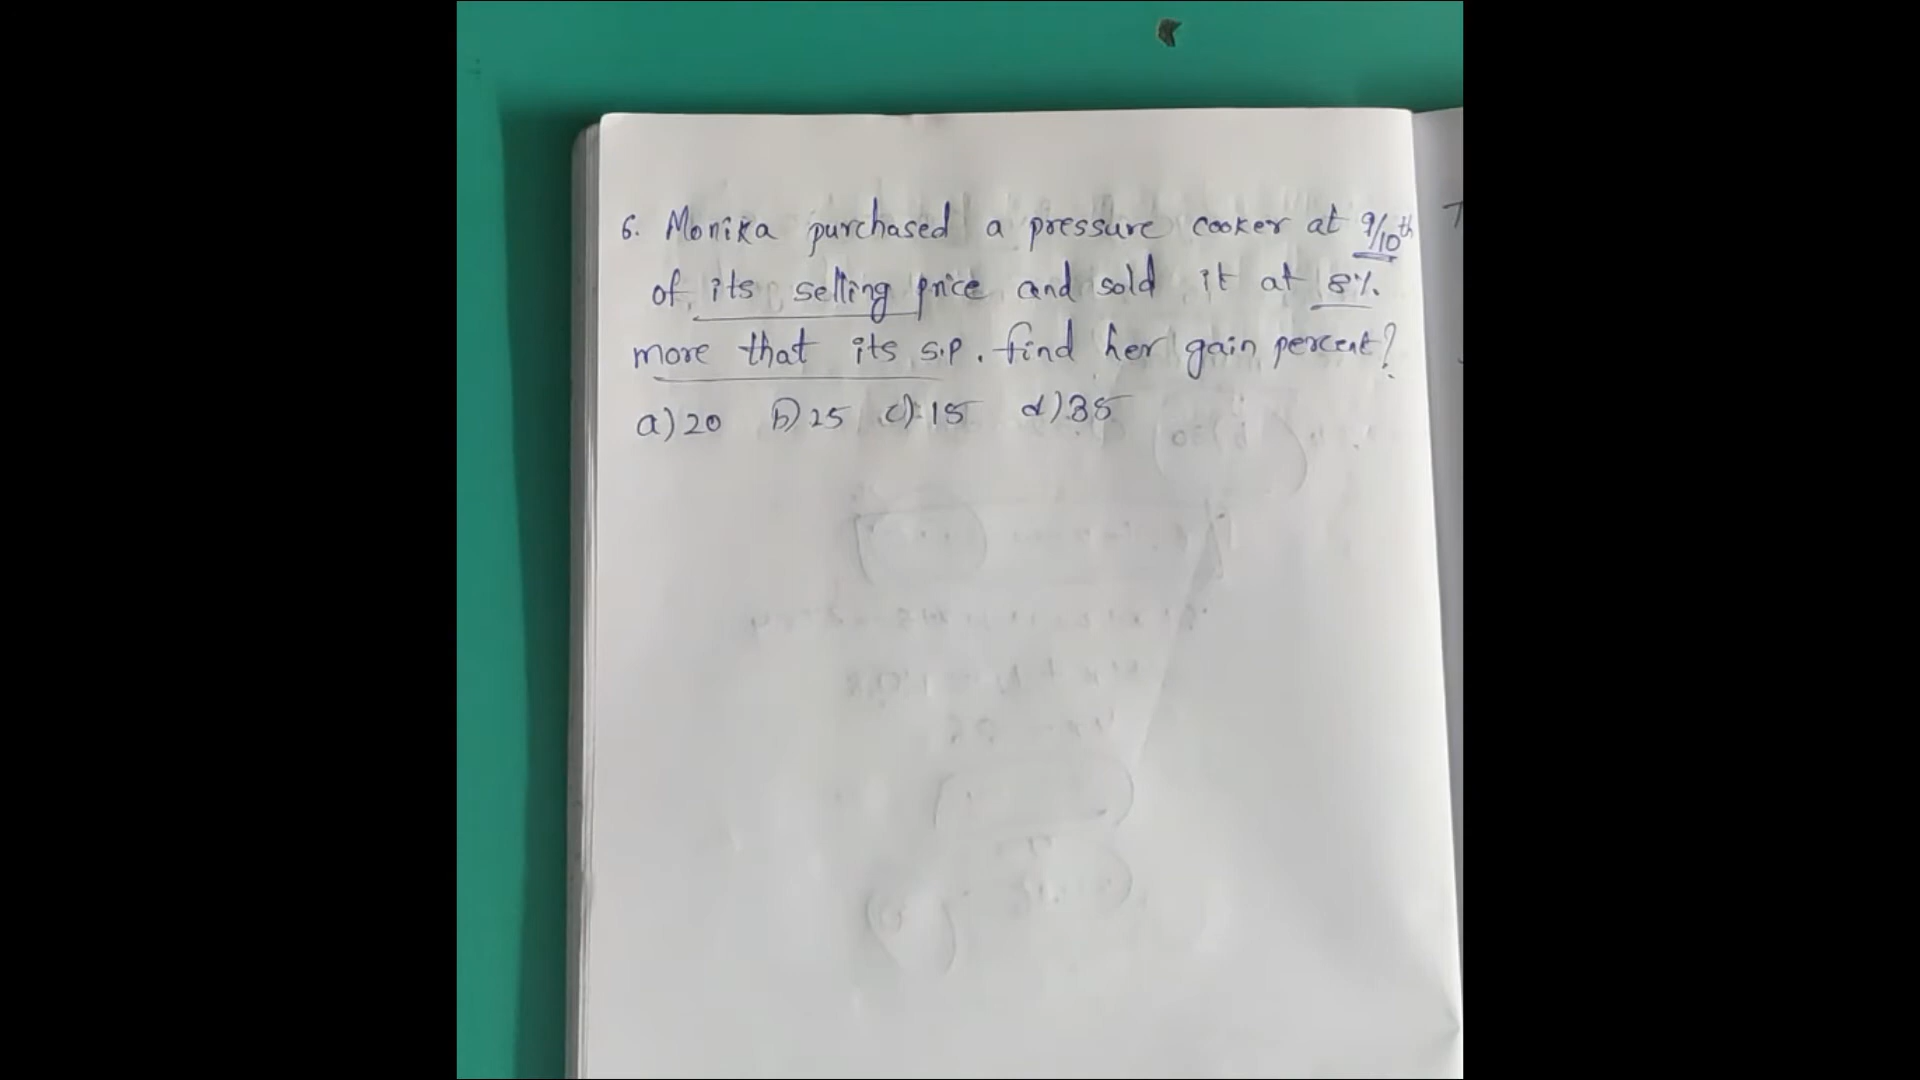 6. Monika purchased a pressure cooker at 9/10th
of its selling price and sold it at 8%
more that its s.p. find her gain percent?
a) 20 b) 25 c) 15 d) 35